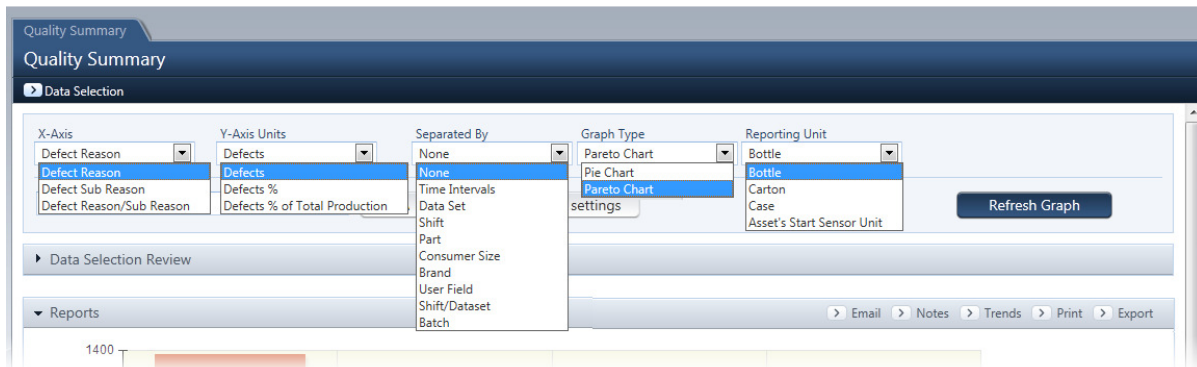 Quality Summary
Quality Summary
Data Selection
X-Axis Y-Axis Units Separated By Graph Type Reporting Unit
Defect Reason Defects None Pareto Chart Bottle
Defect Reason Defects None Pie Chart Bottle
Defect Sub Reason Defects % Time Intervals Pareto Chart Carton
Defect Reason/Sub Reason Defects % of Total Production Data Set settings Case Refresh Graph
Shift Asset's Start Sensor Unit
Part
Data Selection Review Consumer Size
Brand
User Field
Reports Shift/Dataset Email Notes Trends Print Export
Batch
1400